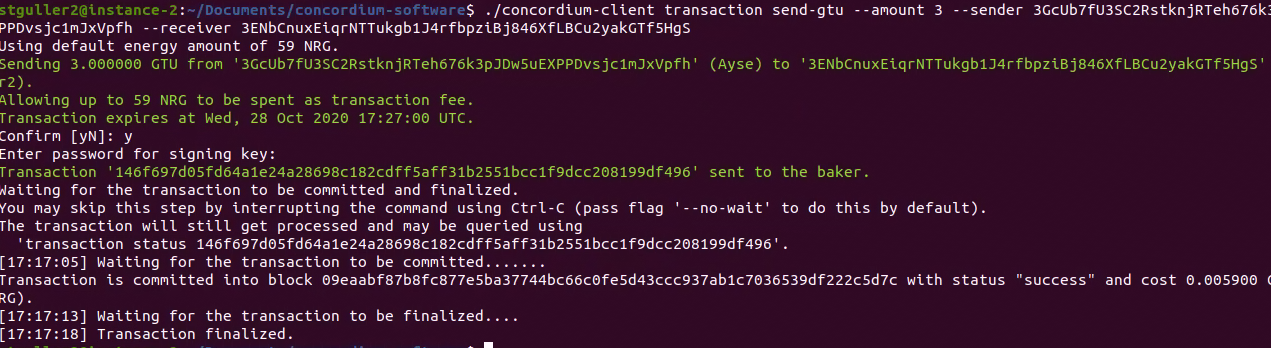 stguller2@instance-2:~/Documents/concordium-software$ ./concordium-client transaction send-gtu --amount 3 --sender 3GcUb7fU3SC2RstknjRTeh676k3
PPDvsjc1mJxVpfh --receiver 3ENbCnuxEiqrNTTukgb1J4rfbpziBj846XfLBCu2yakGTf5HgS
Using default energy amount of 59 NRG.
Sending 3.000000 GTU from '3GcUb7fU3SC2RstknjRTeh676k3pJDw5uEXPPDvsjc1mJxVpfh' (Ayse) to '3ENbCnuxEiqrNTTukgb1J4rfbpziBj846XfLBCu2yakGTf5HgS'
r2).
Allowing up to 59 NRG to be spent as transaction fee.
Transaction expires at Wed, 28 Oct 2020 17:27:00 UTC.
Confirm [yN]: y
Enter password for signing key:
Transaction '146f697d05fd64a1e24a28698c182cdff5aff31b2551bcc1f9dcc208199df496' sent to the baker.
Waiting for the transaction to be committed and finalized.
You may skip this step by interrupting the command using Ctrl-C (pass flag '--no-wait' to do this by default).
The transaction will still get processed and may be queried using
'transaction status 146f697d05fd64a1e24a28698c182cdff5aff31b2551bcc1f9dcc208199df496'.
[17:17:05] Waiting for the transaction to be committed.......
Transaction is committed into block 09eaabf87b8fc877e5ba37744bc66c0fe5d43ccc937ab1c7036539df222c5d7c with status "success" and cost 0.005900
RG).
[17:17:13] Waiting for the transaction to be finalized....
[17:17:18] Transaction finalized.